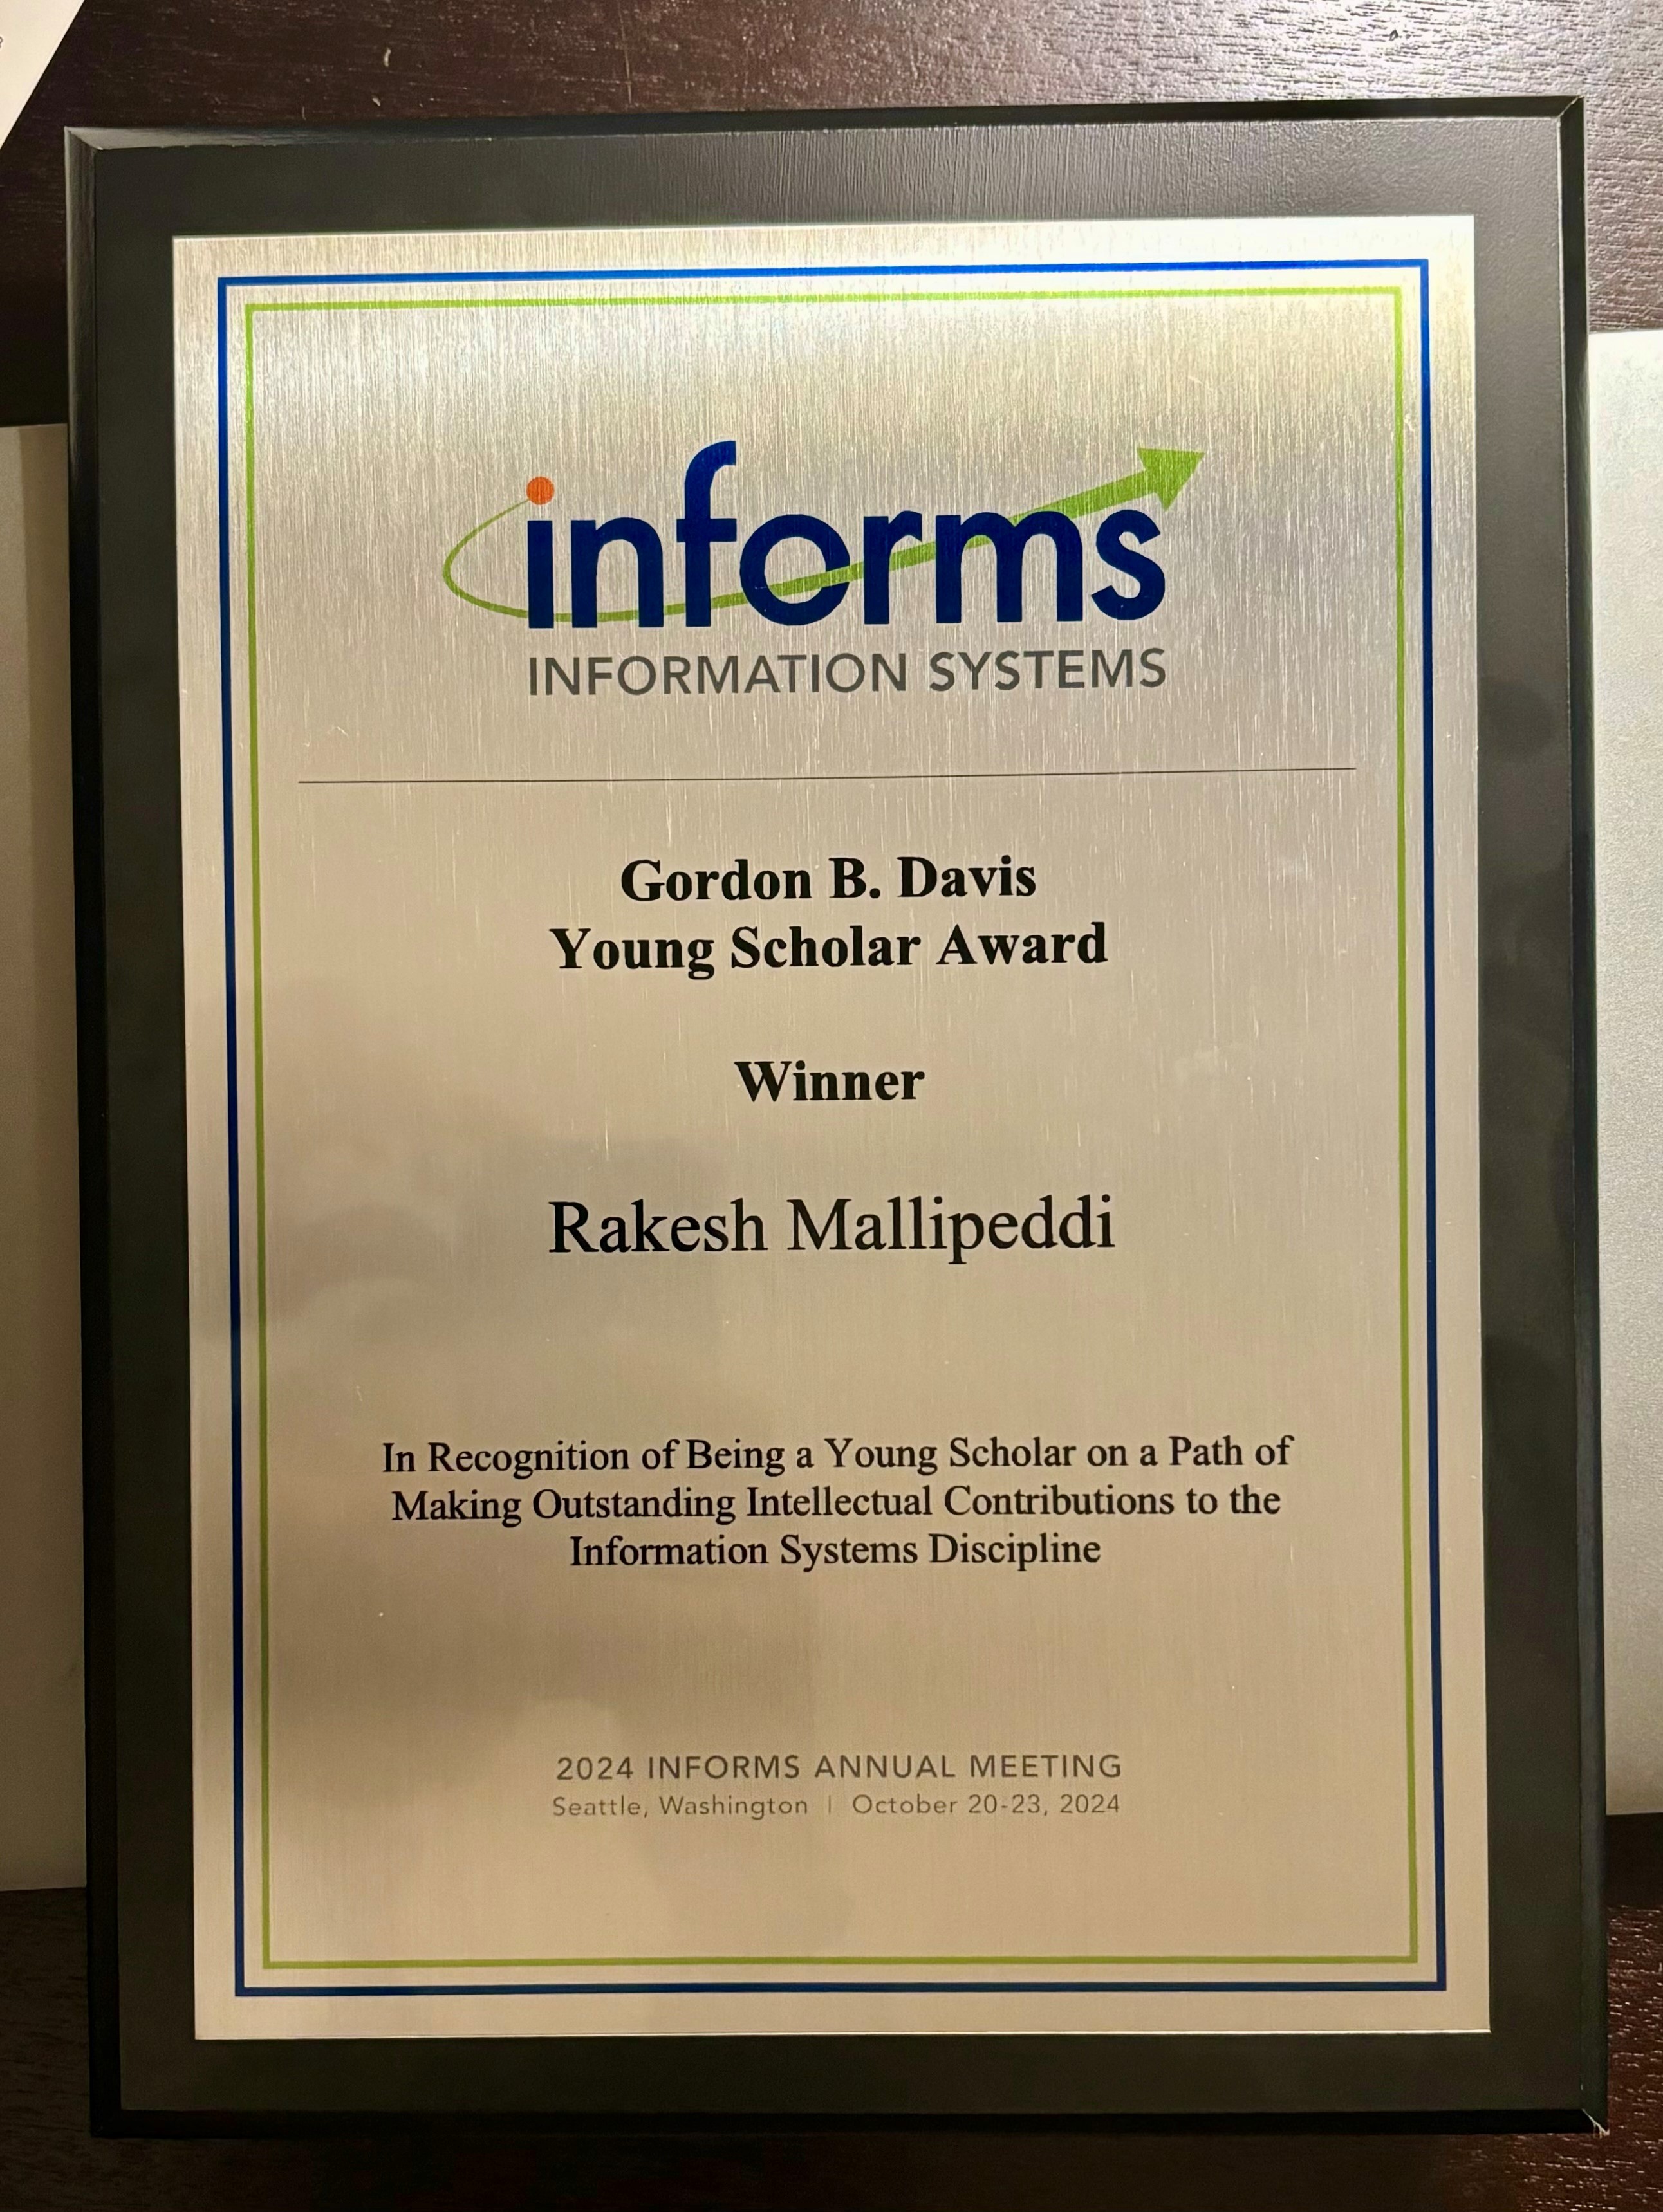 informs
INFORMATION SYSTEMS
Gordon B. Davis
Young Scholar Award
Winner
Rakesh Mallipeddi
In Recognition of Being a Young Scholar on a Path of
Making Outstanding Intellectual Contributions to the
Information Systems Discipline
2024 INFORMS ANNUAL MEETING
Seattle, Washington | October 20-23, 2024